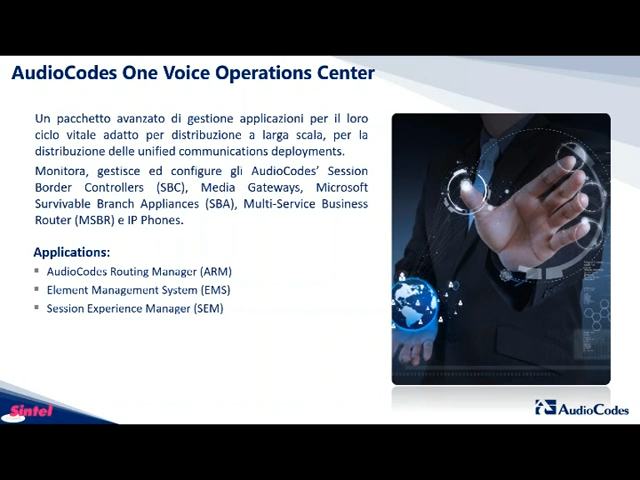 AudioCodes One Voice Operations Center
Un pacchetto avanzato di gestione applicazioni per il loro
ciclo vitale adatto per distribuzione a larga scala, per la
distribuzione delle unified communications deployments.
Monitora, gestisce ed configure gli AudioCodes’ Session
Border Controllers (SBC), Media Gateways, Microsoft
Survivable Branch Appliances (SBA), Multi-Service Business
Router (MSBR) e IP Phones.
Applications:
AudioCodes Routing Manager (ARM)
Element Management System (EMS)
Session Experience Manager (SEM)
Sintel
AudioCodes